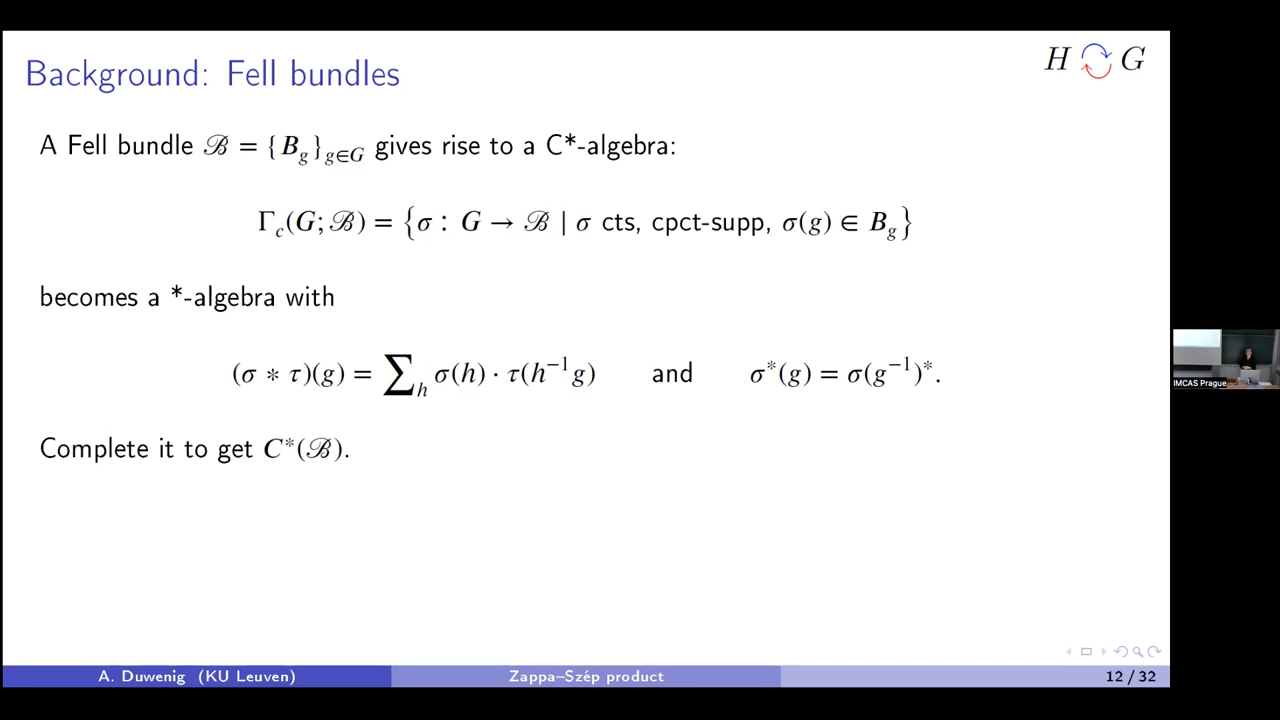 Background: Fell bundles
H G
A Fell bundle ℬ = {B_g}_{g∈G} gives rise to a C*-algebra:
Γ_c(G; ℬ) = {σ : G → ℬ | σ cts, cpct-supp, σ(g) ∈ B_g}
becomes a *-algebra with
(σ * τ)(g) = ∑_h σ(h) · τ(h⁻¹g) and σ*(g) = σ(g⁻¹)*.
Complete it to get C*(ℬ).
IMCAS Prague
A. Duwenig (KU Leuven) Zappa–Szép product 12 / 32